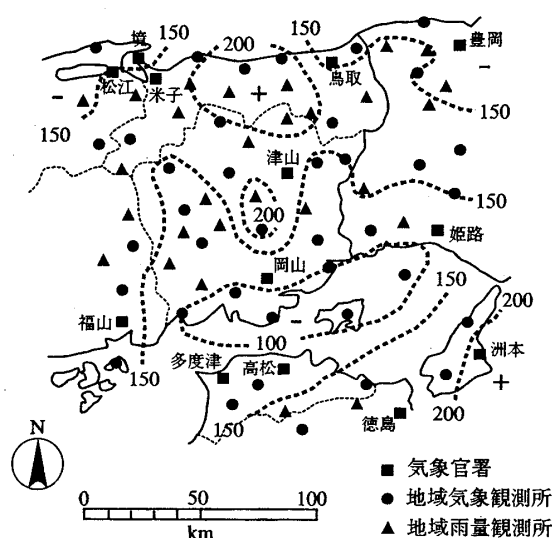 境
150
200
150
豊岡
松江
米子
+
鳥取
-
-
150
150
津山
200
150
姫路
岡山
150
200
福山
-
100
洲本
多度津
高松
+
150
150
徳島
200
N
0 50 100
km
■ 気象官署
● 地域気象観測所
▲ 地域雨量観測所